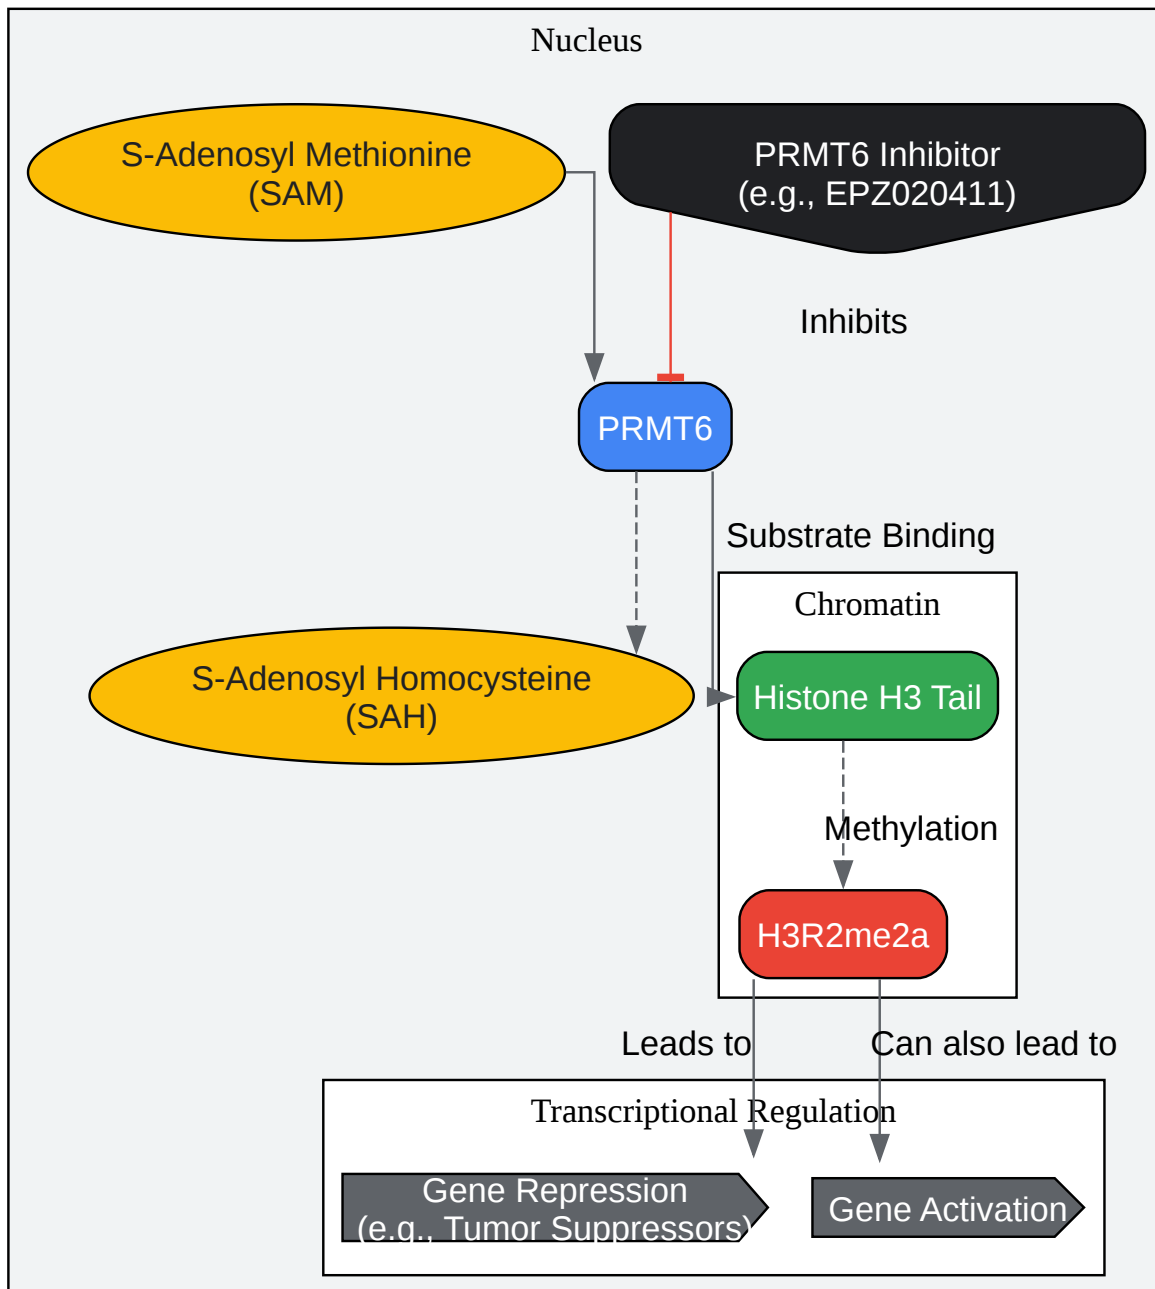 Nucleus
S-Adenosyl Methionine
(SAM)
PRMT6 Inhibitor
(e.g., EPZ020411)
Inhibits
PRMT6
Substrate Binding
Chromatin
S-Adenosyl Homocysteine
(SAH)
Histone H3 Tail
Methylation
H3R2me2a
Leads to
Can also lead to
Transcriptional Regulation
Gene Repression
(e.g., Tumor Suppressors)
Gene Activation